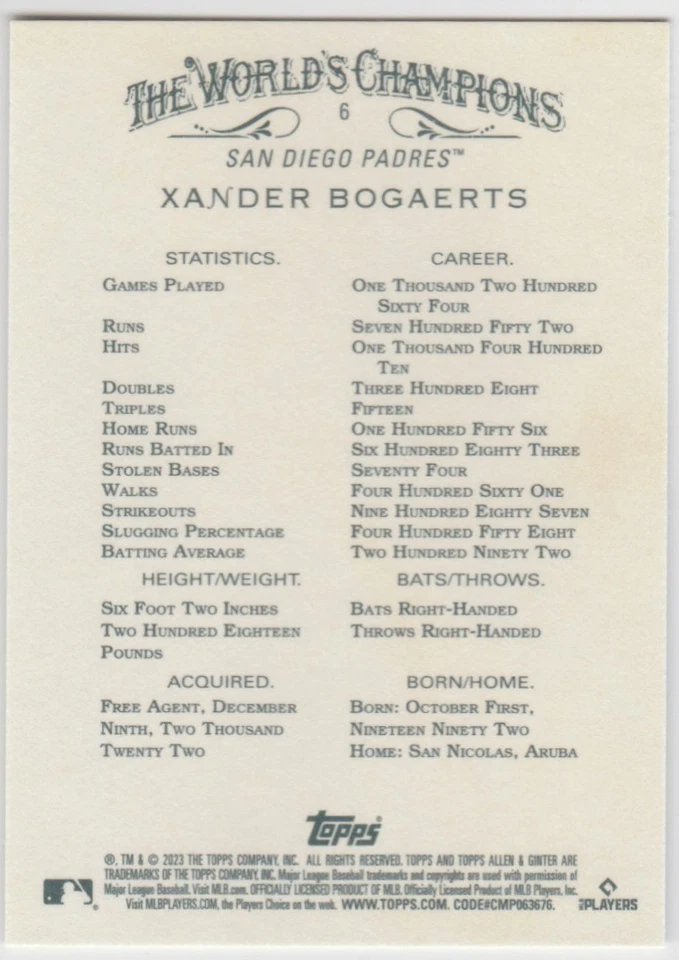 THE WORLD'S CHAMPIONS
6
SAN DIEGO PADRES™
XANDER BOGAERTS
STATISTICS. CAREER.
GAMES PLAYED ONE THOUSAND TWO HUNDRED
SIXTY FOUR
RUNS SEVEN HUNDRED FIFTY TWO
HITS ONE THOUSAND FOUR HUNDRED
TEN
DOUBLES THREE HUNDRED EIGHT
TRIPLES FIFTEEN
HOME RUNS ONE HUNDRED FIFTY SIX
RUNS BATTED IN SIX HUNDRED EIGHTY THREE
STOLEN BASES SEVENTY FOUR
WALKS FOUR HUNDRED SIXTY ONE
STRIKEOUTS NINE HUNDRED EIGHTY SEVEN
SLUGGING PERCENTAGE FOUR HUNDRED FIFTY EIGHT
BATTING AVERAGE TWO HUNDRED NINETY TWO
HEIGHT/WEIGHT. BATS/THROWS.
SIX FOOT TWO INCHES BATS RIGHT-HANDED
TWO HUNDRED EIGHTEEN THROWS RIGHT-HANDED
POUNDS
ACQUIRED. BORN/HOME.
FREE AGENT, DECEMBER BORN: OCTOBER FIRST,
NINTH, TWO THOUSAND NINETEEN NINETY TWO
TWENTY TWO HOME: SAN NICOLAS, ARUBA
Topps®
®, TM & © 2023 THE TOPPS COMPANY, INC. ALL RIGHTS RESERVED. TOPPS AND TOPPS ALLEN & GINTER ARE
TRADEMARKS OF THE TOPPS COMPANY, INC. Major League Baseball trademarks and copyrights are used with permission of
Major League Baseball. Visit MLB.com. OFFICIALLY LICENSED PRODUCT OF MLB. Officially Licensed Product of MLB Players, Inc.
Visit MLBPLAYERS.COM, the Players Choice on the web. WWW.TOPPS.COM. CODE#CMP063676.
MLB PLAYERS